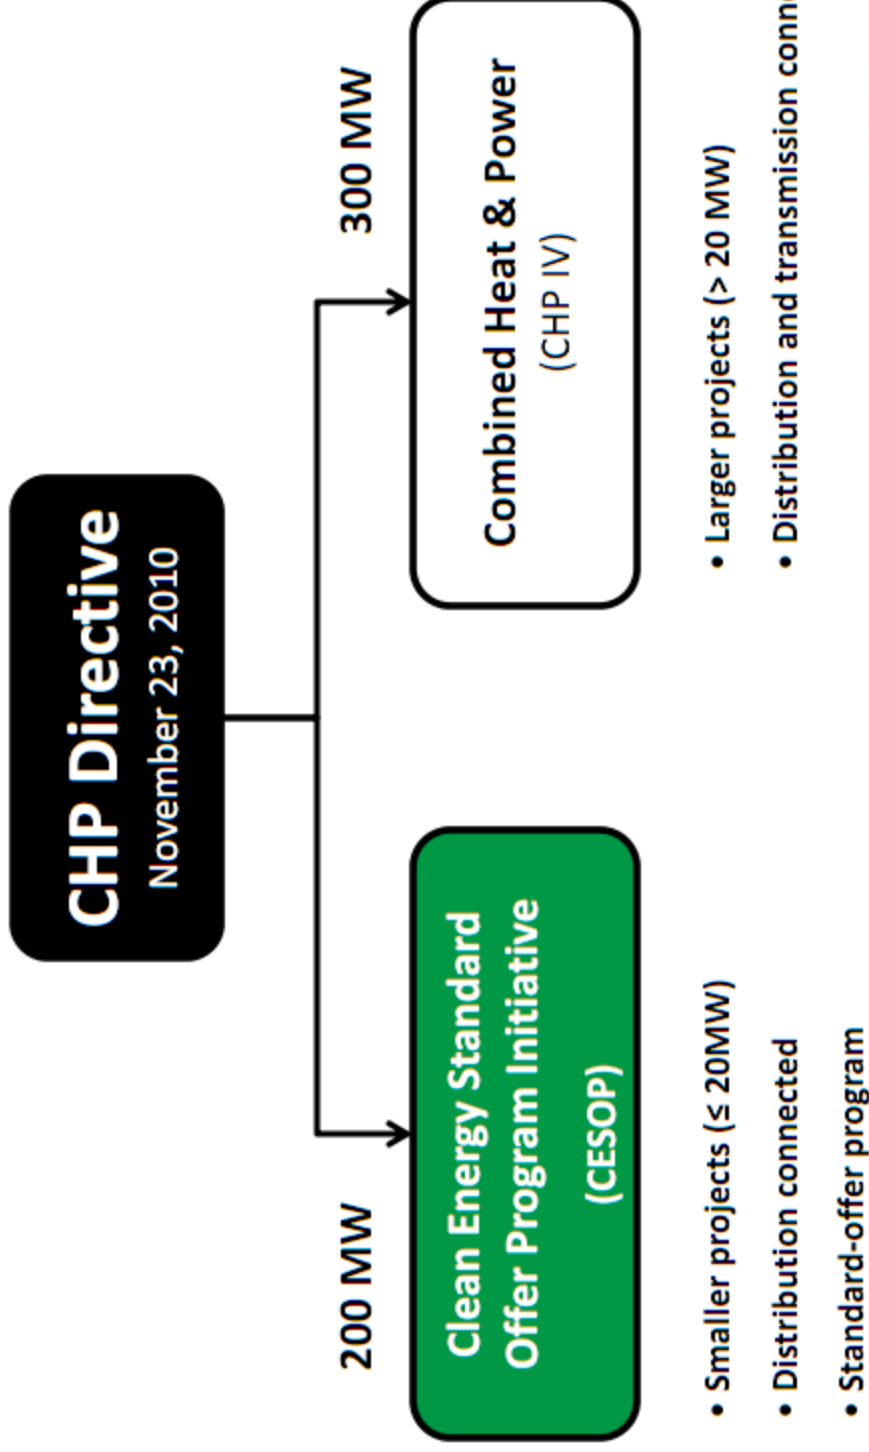 CHP Directive
November 23, 2010
200 MW
300 MW
Clean Energy Standard
Offer Program Initiative
(CESOP)
Combined Heat & Power
(CHP IV)
• Smaller projects (≤ 20MW)
• Distribution connected
• Standard-offer program
• Larger projects (> 20 MW)
• Distribution and transmission